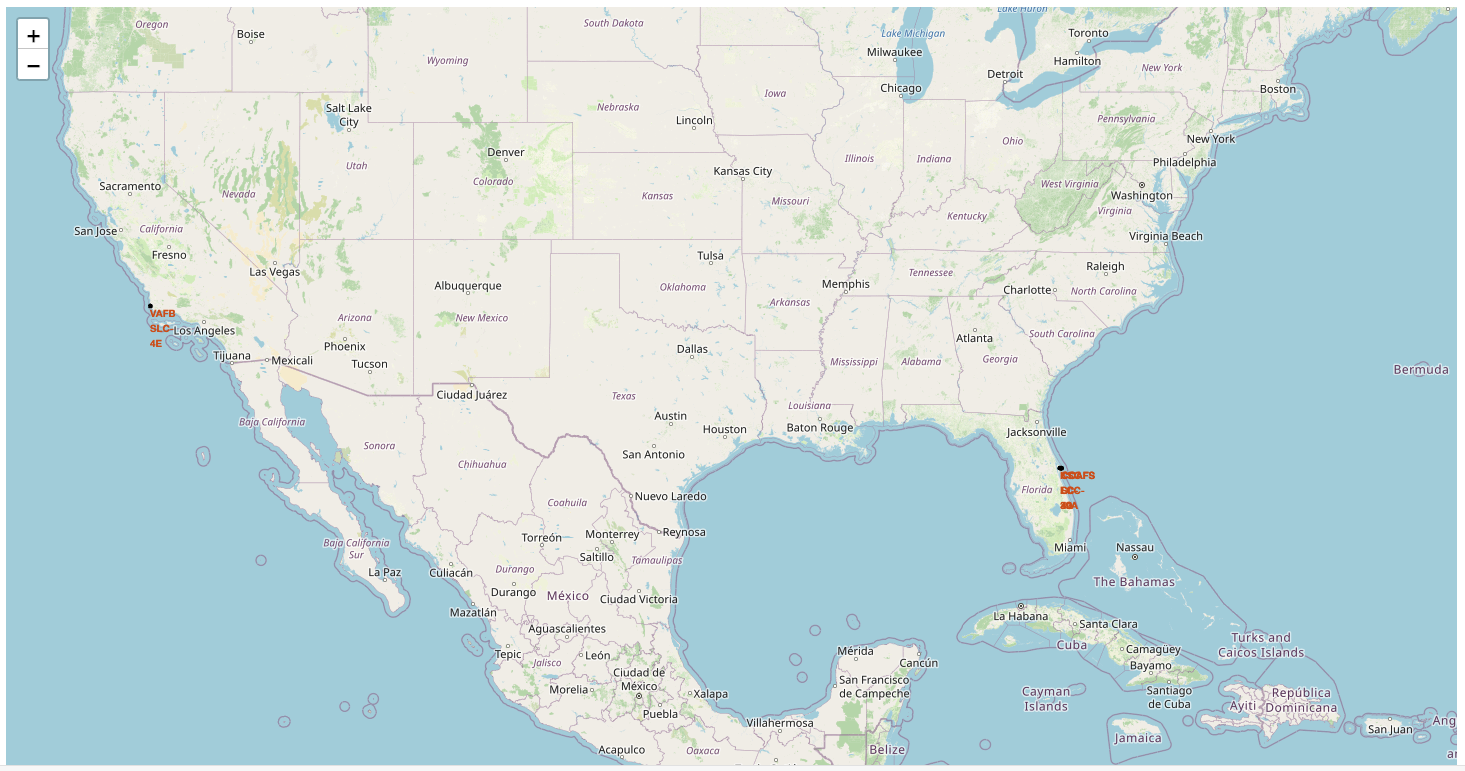 +
−
Oregon
Boise
South Dakota
Lake Huron
Toronto
Lake Michigan
Milwaukee
Hamilton
Wyoming
New York
Detroit
Chicago
Boston
Iowa
Nebraska
Salt Lake
City
Lincoln
Pennsylvania
New York
Ohio
Denver
Illinois
Indiana
Philadelphia
Utah
Kansas City
Colorado
West Virginia
Sacramento
Nevada
Kansas
Missouri
Washington
Virginia
Kentucky
San Jose
California
Virginia Beach
Fresno
Tulsa
Las Vegas
Tennessee
Raleigh
Albuquerque
Oklahoma
Memphis
Charlotte
North Carolina
Arkansas
VAFB
SLC-
4E
Los Angeles
Arizona
New Mexico
South Carolina
Atlanta
Phoenix
Dallas
Tijuana
Mexicali
Tucson
Mississippi
Alabama
Georgia
Bermuda
Ciudad Juárez
Texas
Louisiana
Austin
Baja California
Houston
Baton Rouge
Jacksonville
Sonora
San Antonio
Chihuahua
Florida
Nuevo Laredo
Coahuila
Reynosa
Torreón
Monterrey
Baja California
Sur
Saltillo
Tamaulipas
Miami
Nassau
La Paz
Culiacán
Durango
The Bahamas
Durango
México
Ciudad Victoria
Mazatlán
La Habana
Santa Clara
Aguascalientes
Cuba
Turks and
Caicos Islands
Tepic
León
Jalisco
Mérida
Cancún
Camagüey
Bayamo
Ciudad de
México
San Francisco
de Campeche
Morelia
Xalapa
Cayman
Islands
Santiago
de Cuba
República
Dominicana
Ayiti
Puebla
Villahermosa
San Juan
Acapulco
Oaxaca
Belize
Jamaica